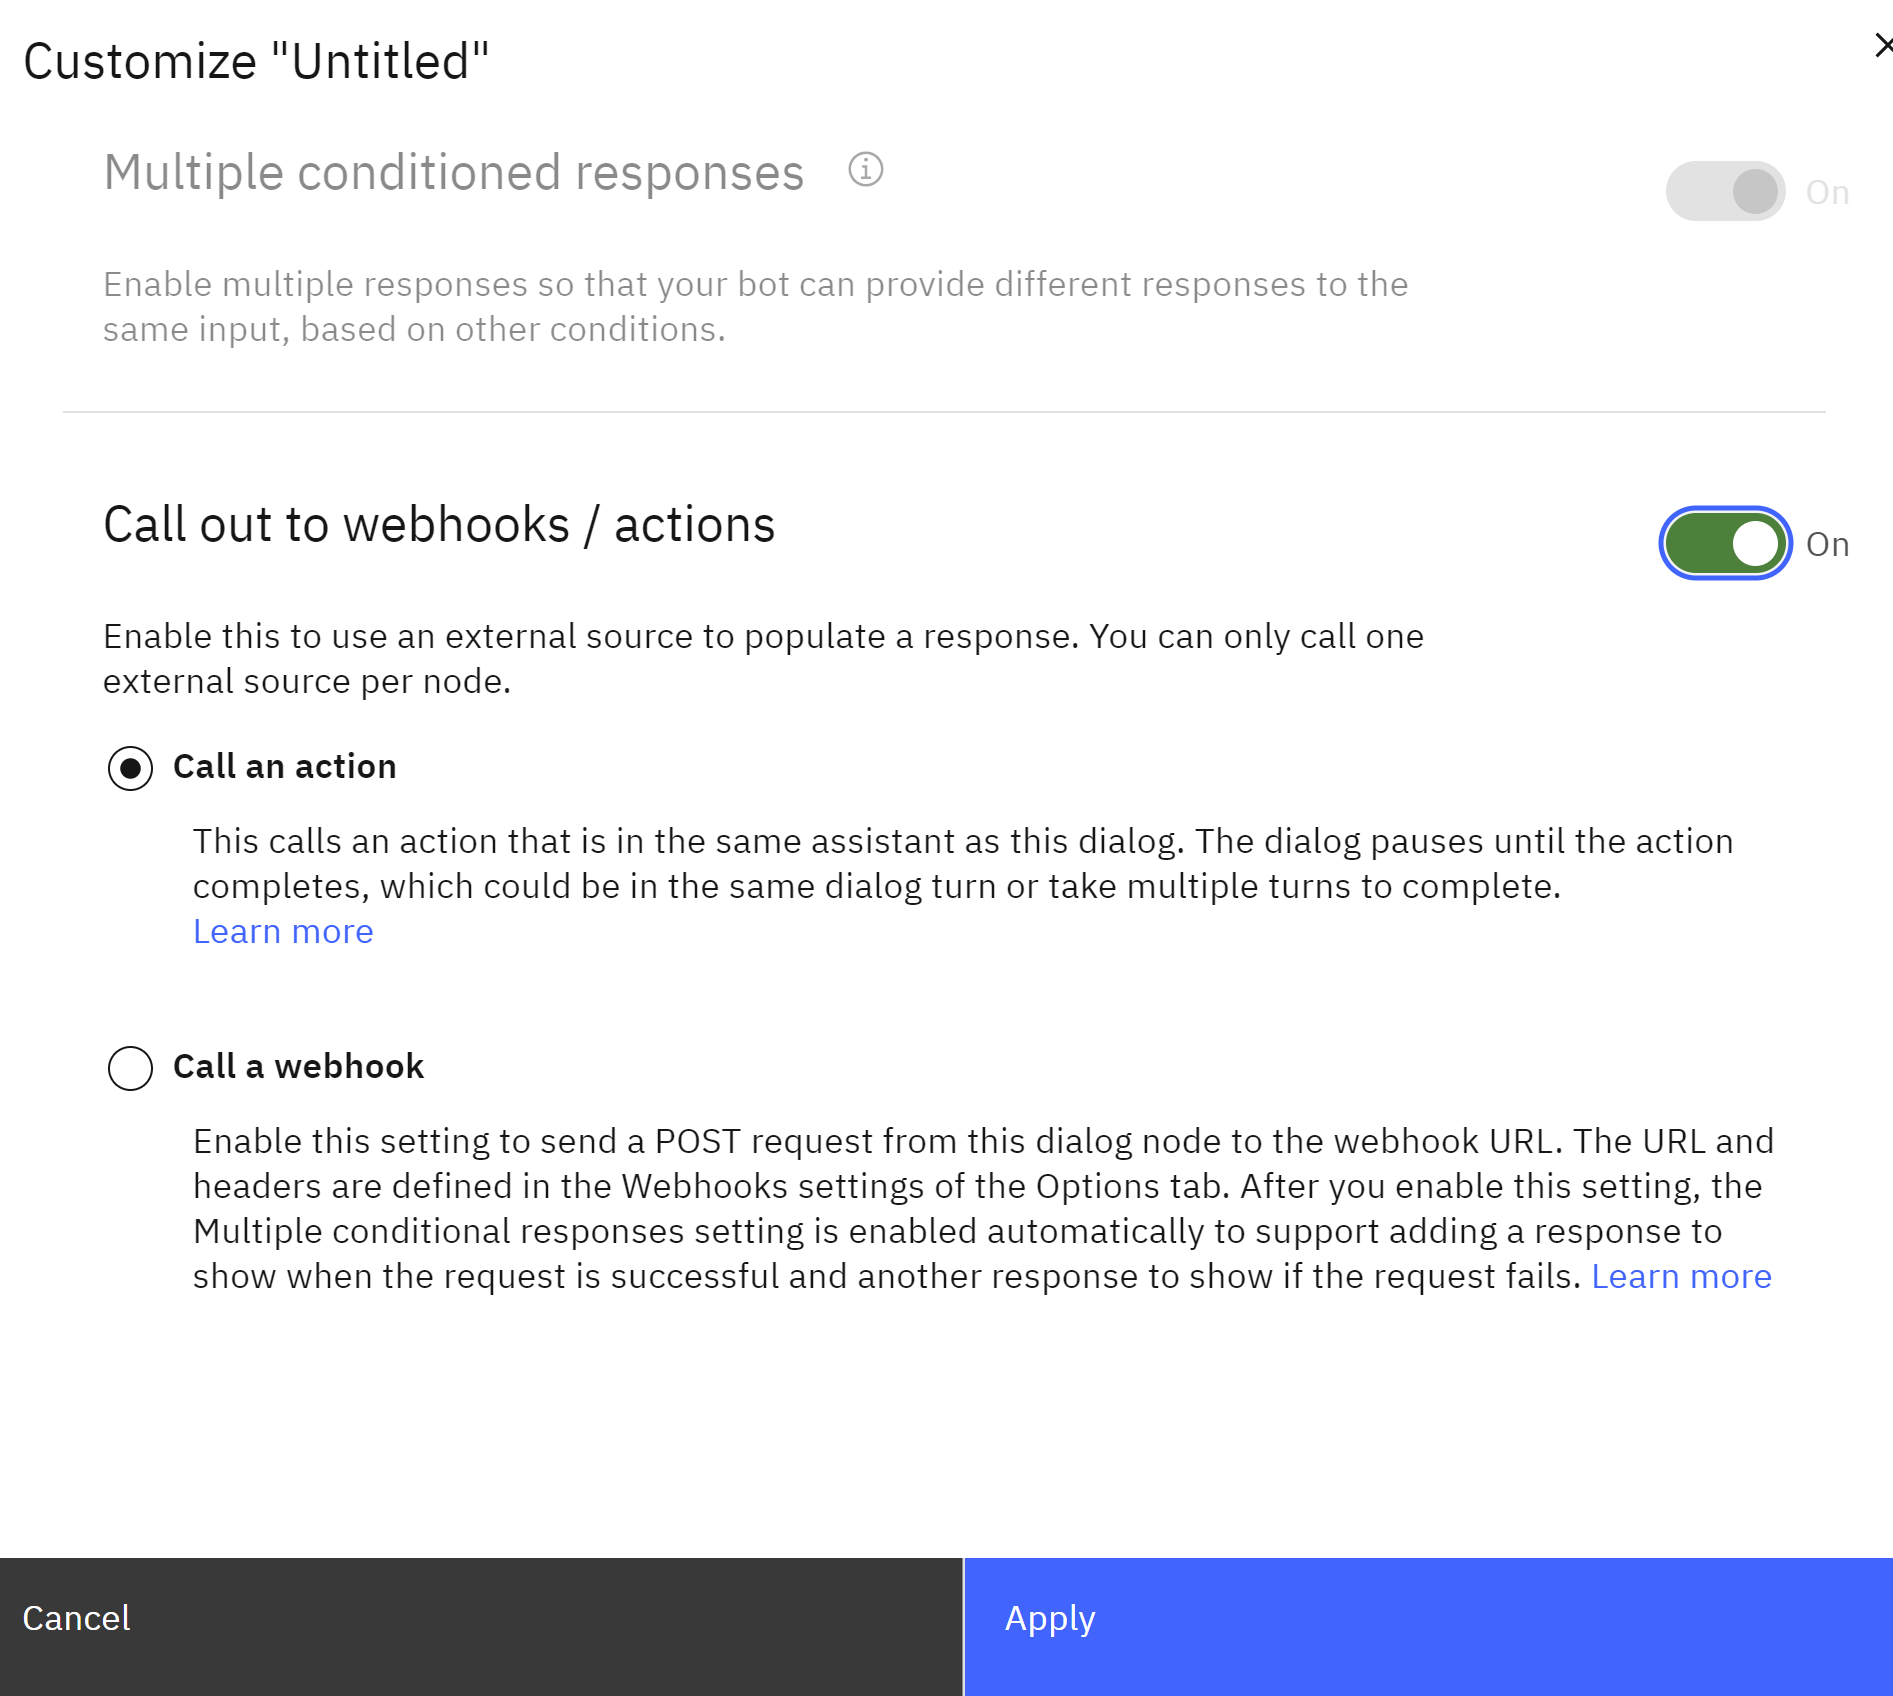 Customize "Untitled"
Multiple conditioned responses
On
Enable multiple responses so that your bot can provide different responses to the
same input, based on other conditions.
Call out to webhooks / actions
On
Enable this to use an external source to populate a response. You can only call one
external source per node.
Call an action
This calls an action that is in the same assistant as this dialog. The dialog pauses until the action
completes, which could be in the same dialog turn or take multiple turns to complete.
Learn more
Call a webhook
Enable this setting to send a POST request from this dialog node to the webhook URL. The URL and
headers are defined in the Webhooks settings of the Options tab. After you enable this setting, the
Multiple conditional responses setting is enabled automatically to support adding a response to
show when the request is successful and another response to show if the request fails. Learn more
Cancel
Apply